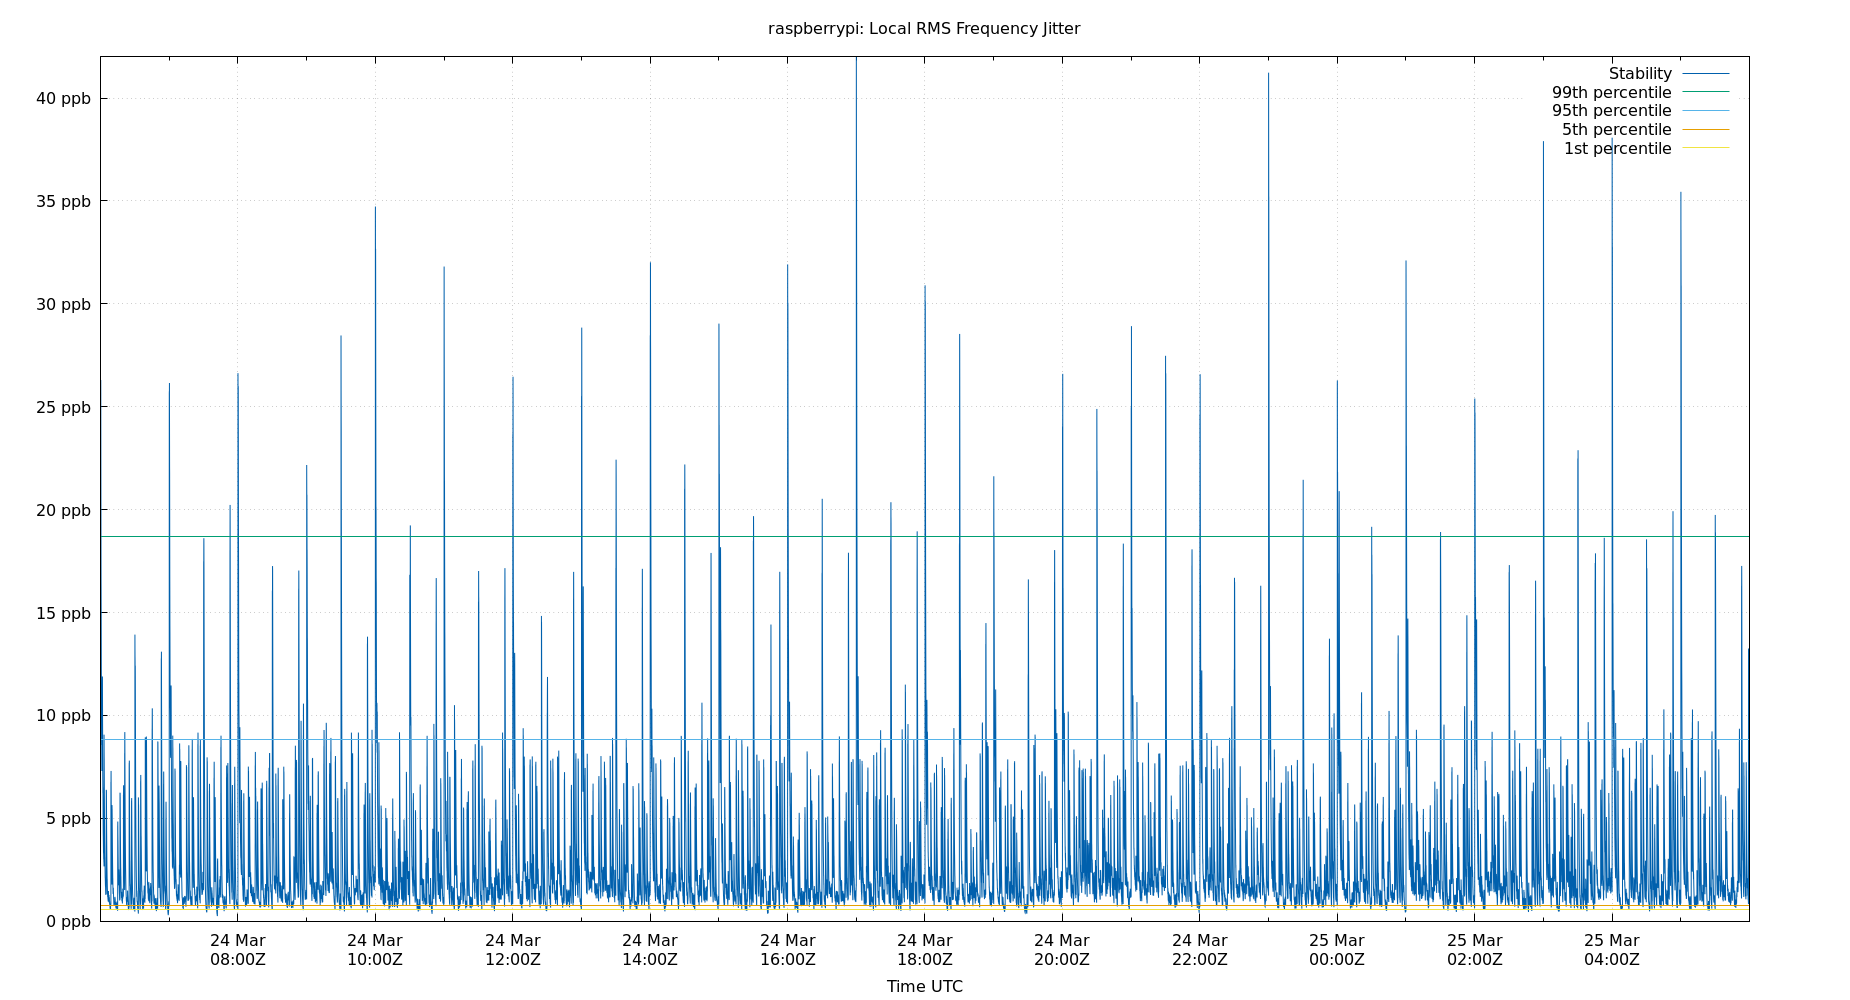 raspberrypi: Local RMS Frequency Jitter
Stability
99th percentile
95th percentile
5th percentile
1st percentile
40 ppb
35 ppb
30 ppb
25 ppb
20 ppb
15 ppb
10 ppb
5 ppb
0 ppb
24 Mar 24 Mar 24 Mar 24 Mar 24 Mar 24 Mar 24 Mar 24 Mar 25 Mar 25 Mar 25 Mar
08:00Z 10:00Z 12:00Z 14:00Z 16:00Z 18:00Z 20:00Z 22:00Z 00:00Z 02:00Z 04:00Z
Time UTC